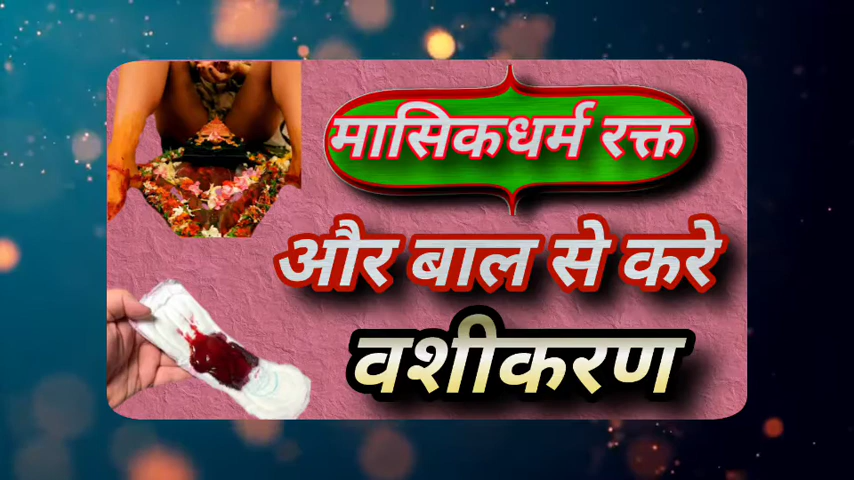 मासिकधर्म रक्त
और बाल से करे
वशीकरण